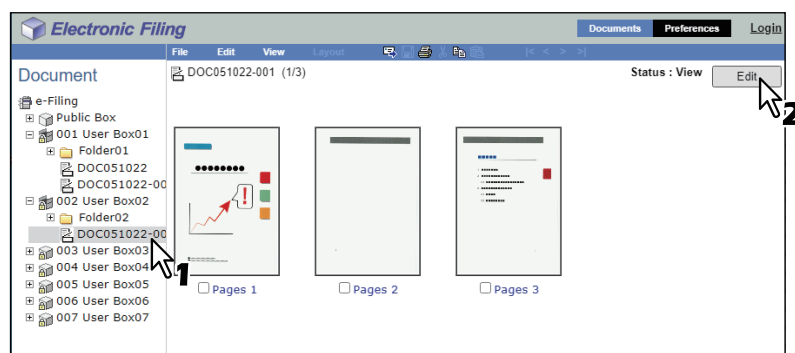 Electronic Filing
Documents Preferences Login
File Edit View Layout |< < > >|
Document
DOC051022-001 (1/3)
Status : View
Edit
e-Filing
Public Box
001 User Box01
Folder01
DOC051022
DOC051022-00
002 User Box02
Folder02
DOC051022-00
003 User Box03
004 User Box04
005 User Box05
006 User Box06
007 User Box07
!
Pages 1
Pages 2
Pages 3
1
2